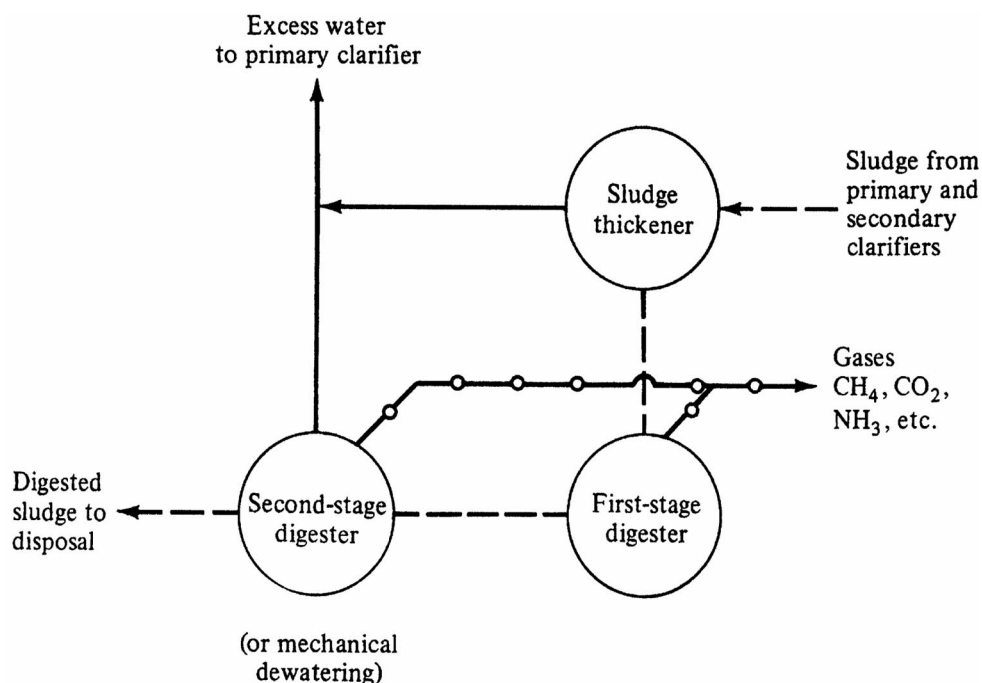 Excess water
to primary clarifier
Sludge
thickener
Sludge from
primary and
secondary
clarifiers
Gases
CH₄, CO₂,
NH₃, etc.
Digested
sludge to
disposal
Second-stage
digester
First-stage
digester
(or mechanical
dewatering)